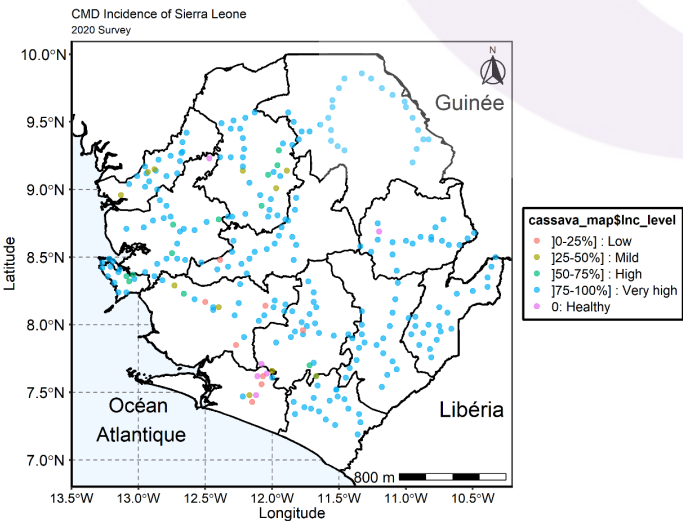 CMD Incidence of Sierra Leone
2020 Survey
10.0°N
9.5°N
9.0°N
8.5°N
8.0°N
7.5°N
7.0°N
Latitude
N
Guinée
Océan
Atlantique
Libéria
800 m
13.5°W
13.0°W
12.5°W
12.0°W
11.5°W
11.0°W
10.5°W
Longitude
cassava_map$Inc_level
]0-25%] : Low
]25-50%] : Mild
]50-75%] : High
]75-100%] : Very high
0: Healthy